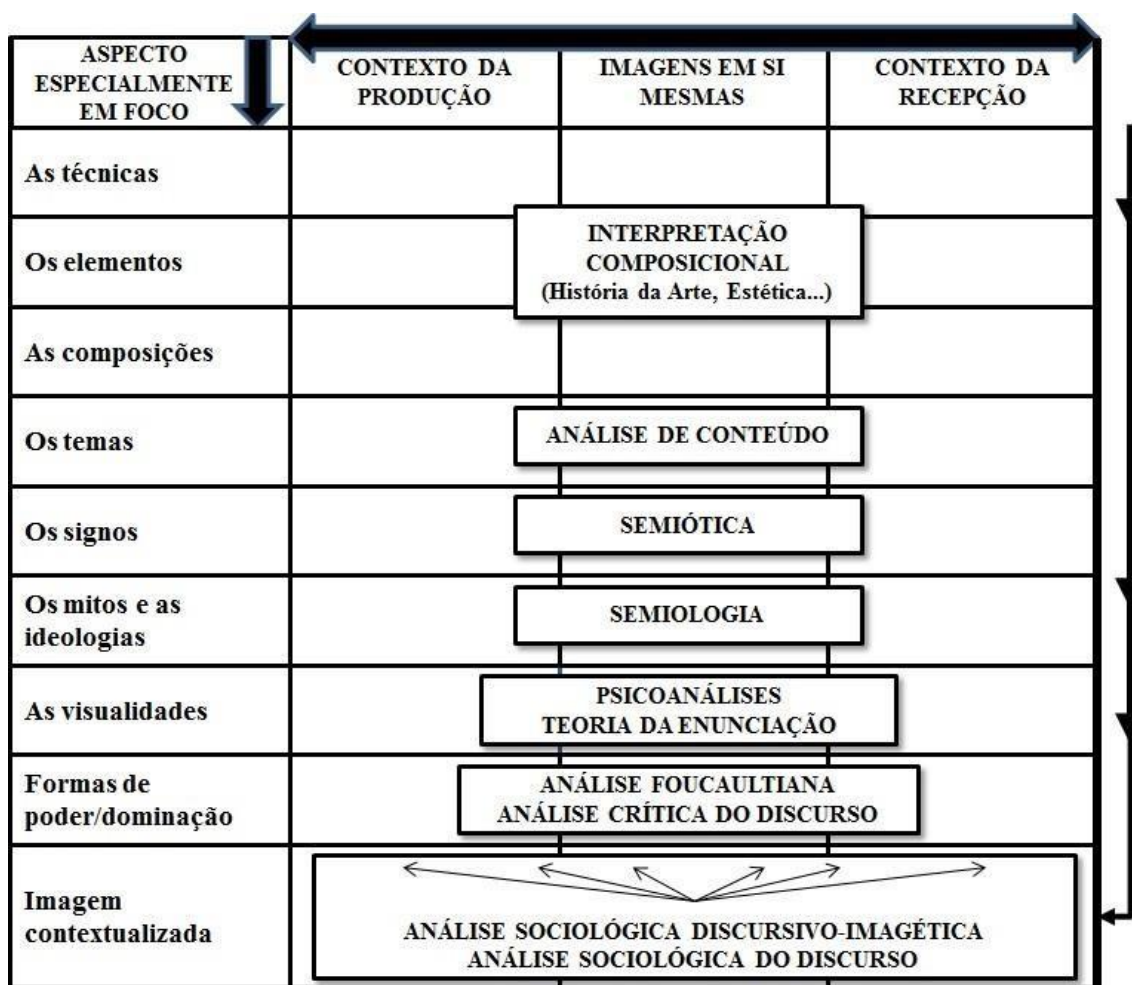 ASPECTO
ESPECIALMENTE
EM FOCO
CONTEXTO DA
PRODUÇÃO
IMAGENS EM SI
MESMAS
CONTEXTO DA
RECEPÇÃO
As técnicas
Os elementos
INTERPRETAÇÃO
COMPOSICIONAL
(História da Arte, Estética...)
As composições
Os temas
ANÁLISE DE CONTEÚDO
Os signos
SEMIÓTICA
Os mitos e as
ideologias
SEMIOLOGIA
As visualidades
PSICOANÁLISES
TEORIA DA ENUNCIAÇÃO
Formas de
poder/dominação
ANÁLISE FOUCAULTIANA
ANÁLISE CRÍTICA DO DISCURSO
Imagem
contextualizada
ANÁLISE SOCIOLÓGICA DISCURSIVO-IMAGÉTICA
ANÁLISE SOCIOLÓGICA DO DISCURSO